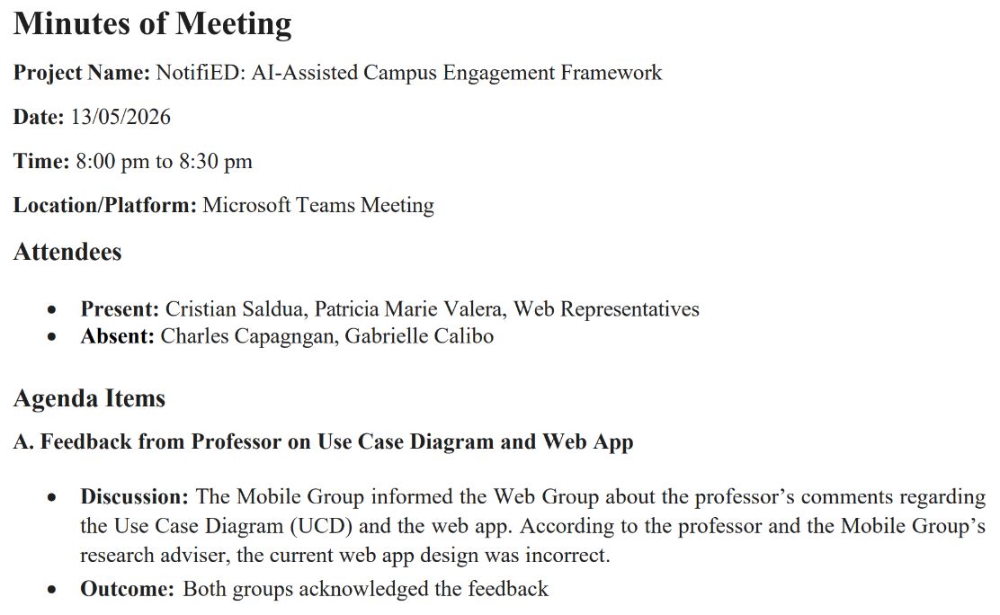 Minutes of Meeting
Project Name: NotifiED: AI-Assisted Campus Engagement Framework
Date: 13/05/2026
Time: 8:00 pm to 8:30 pm
Location/Platform: Microsoft Teams Meeting
Attendees
• Present: Cristian Saldua, Patricia Marie Valera, Web Representatives
• Absent: Charles Capagngan, Gabrielle Calibo
Agenda Items
A. Feedback from Professor on Use Case Diagram and Web App
• Discussion: The Mobile Group informed the Web Group about the professor’s comments regarding
the Use Case Diagram (UCD) and the web app. According to the professor and the Mobile Group’s
research adviser, the current web app design was incorrect.
• Outcome: Both groups acknowledged the feedback